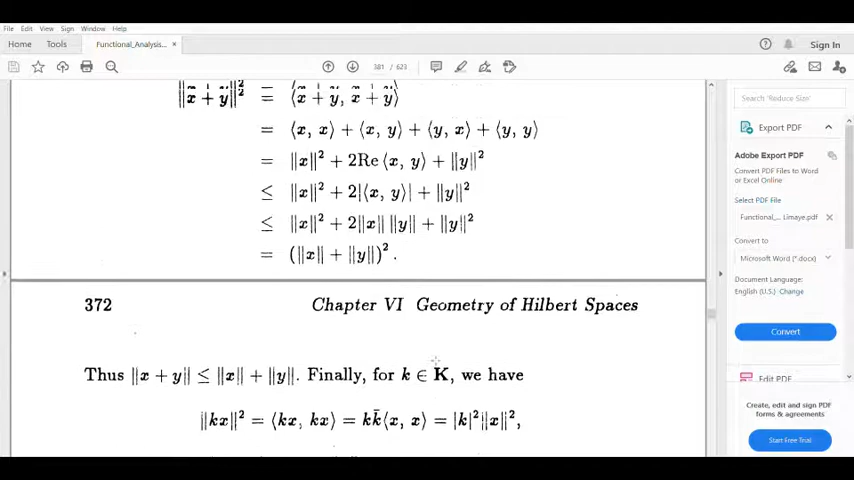 File Edit View Sign Window Help
Home Tools Functional_Analysis... ×
Sign In
381 / 623
Search 'Reduce Size'
Export PDF
Adobe Export PDF
Convert PDF Files to Word
or Excel Online
Select PDF File
Functional_... Limaye.pdf ×
Convert to
Microsoft Word (*.docx)
Document Language:
English (U.S.) Change
Convert
Edit PDF
Create, edit and sign PDF
forms & agreements
Start Free Trial
‖x + y‖² = ⟨x + y, x + y⟩
= ⟨x, x⟩ + ⟨x, y⟩ + ⟨y, x⟩ + ⟨y, y⟩
= ‖x‖² + 2Re ⟨x, y⟩ + ‖y‖²
≤ ‖x‖² + 2|⟨x, y⟩| + ‖y‖²
≤ ‖x‖² + 2‖x‖ ‖y‖ + ‖y‖²
= (‖x‖ + ‖y‖)².
372 Chapter VI Geometry of Hilbert Spaces
Thus ‖x + y‖ ≤ ‖x‖ + ‖y‖. Finally, for k ∈ K, we have
‖kx‖² = ⟨kx, kx⟩ = kk̄⟨x, x⟩ = |k|²‖x‖²,